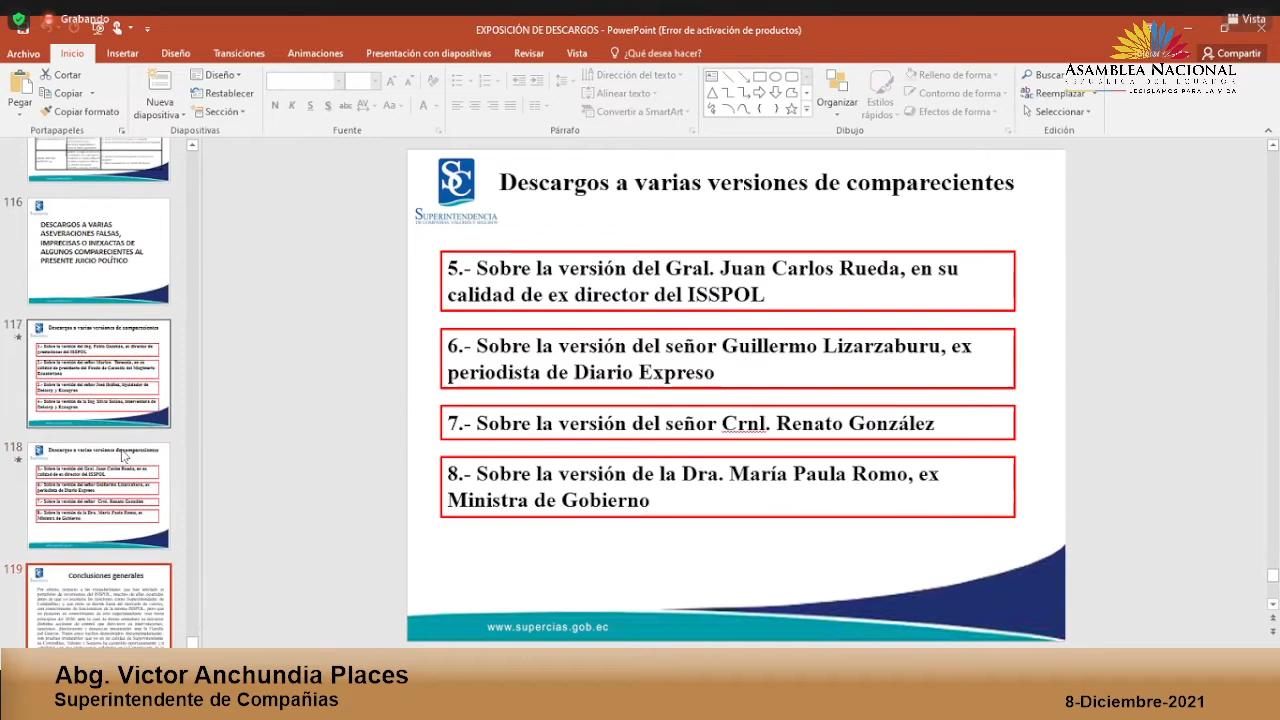 Grabando
Vista
EXPOSICIÓN DE DESCARGOS - PowerPoint (Error de activación de productos)
Archivo Inicio Insertar Diseño Transiciones Animaciones Presentación con diapositivas Revisar Vista ¿Qué desea hacer?
Compartir
ASAMBLEA NACIONAL
Pegar
Cortar
Copiar
Copiar formato
Portapapeles
Nueva
diapositiva
Diseño
Restablecer
Sección
Diapositivas
Fuente
Dirección del texto
Alinear texto
Convertir a SmartArt
Párrafo
Organizar
Estilos
rápidos
Relleno de forma
Contorno de forma
Efectos de forma
Dibujo
Buscar
Reemplazar
Seleccionar
Edición
116
DESCARGOS A VARIAS
ASEVERACIONES FALSAS,
IMPRECISAS O INEXACTAS DE
ALGUNOS COMPARECIENTES AL
PRESENTE JUICIO POLÍTICO
117
Descargos a varias versiones de comparecientes
118
Descargos a varias versiones de comparecientes
119
Conclusiones generales
SC
SUPERINTENDENCIA
DE COMPAÑÍAS, VALORES Y SEGUROS
Descargos a varias versiones de comparecientes
5.- Sobre la versión del Gral. Juan Carlos Rueda, en su
calidad de ex director del ISSPOL
6.- Sobre la versión del señor Guillermo Lizarzaburu, ex
periodista de Diario Expreso
7.- Sobre la versión del señor Crnl. Renato González
8.- Sobre la versión de la Dra. María Paula Romo, ex
Ministra de Gobierno
www.supercias.gob.ec
Abg. Victor Anchundia Places
Superintendente de Compañias
8-Diciembre-2021